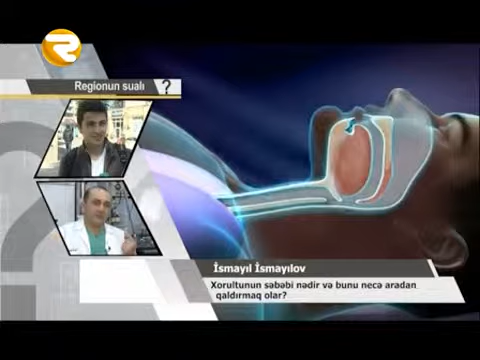 Regionun sualı
?
İsmayıl İsmayılov
Xorultunun səbəbi nədir və bunu necə aradan
qaldırmaq olar?